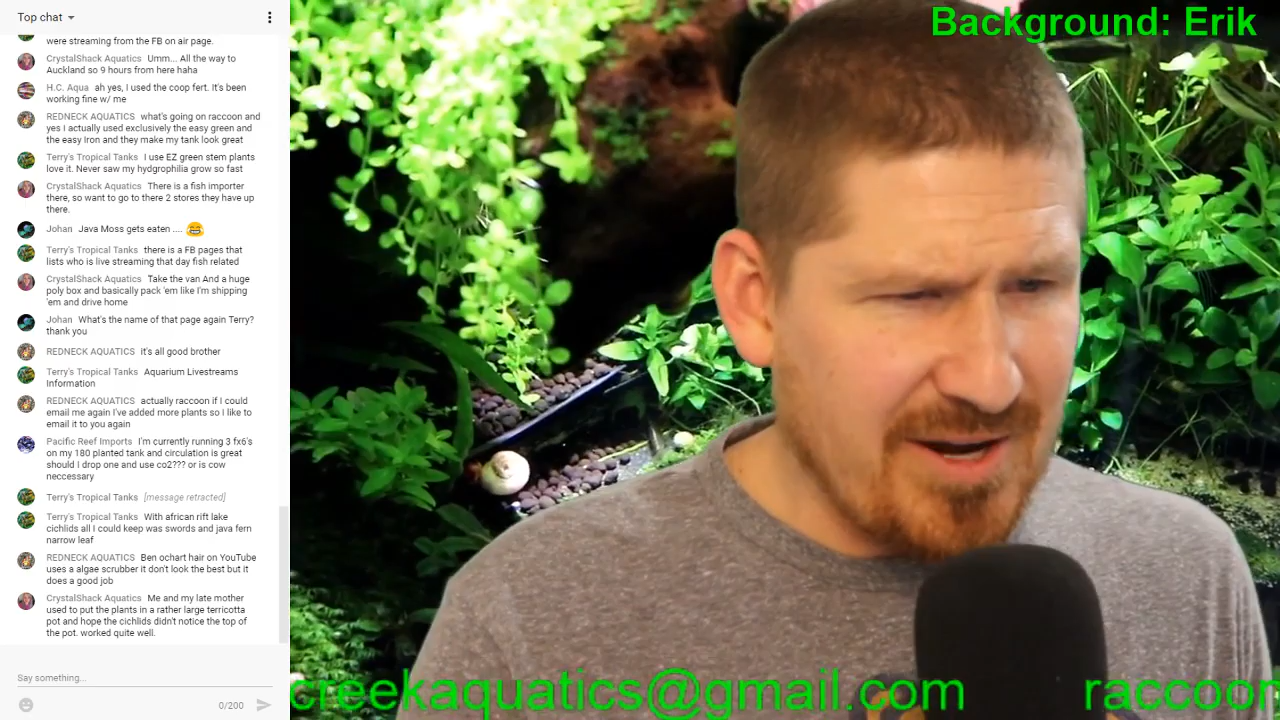 Top chat
were streaming from the FB on air page.
CrystalShack Aquatics Umm... All the way to
Auckland so 9 hours from here haha
H.C. Aqua ah yes, I used the coop fert. It's been
working fine w/ me
REDNECK AQUATICS what's going on raccoon and
yes I actually used exclusively the easy green and
the easy Iron and they make my tank look great
Terry's Tropical Tanks I use EZ green stem plants
love it. Never saw my hydgrophilia grow so fast
CrystalShack Aquatics There is a fish importer
there, so want to go to there 2 stores they have up
there.
Johan Java Moss gets eaten ....
Terry's Tropical Tanks there is a FB pages that
lists who is live streaming that day fish related
CrystalShack Aquatics Take the van And a huge
poly box and basically pack 'em like I'm shipping
'em and drive home
Johan What's the name of that page again Terry?
thank you
REDNECK AQUATICS it's all good brother
Terry's Tropical Tanks Aquarium Livestreams
Information
REDNECK AQUATICS actually raccoon if I could
email me again I've added more plants so I like to
email it to you again
Pacific Reef Imports I'm currently running 3 fx6's
on my 180 planted tank and circulation is great
should I drop one and use co2??? or is cow
neccessary
Terry's Tropical Tanks [message retracted]
Terry's Tropical Tanks With african rift lake
cichlids all I could keep was swords and java fern
narrow leaf
REDNECK AQUATICS Ben ochart hair on YouTube
uses a algae scrubber it don't look the best but it
does a good job
CrystalShack Aquatics Me and my late mother
used to put the plants in a rather large terricotta
pot and hope the cichlids didn't notice the top of
the pot. worked quite well.
Say something...
0/200
Background: Erik
creekaquatics@gmail.com raccoon